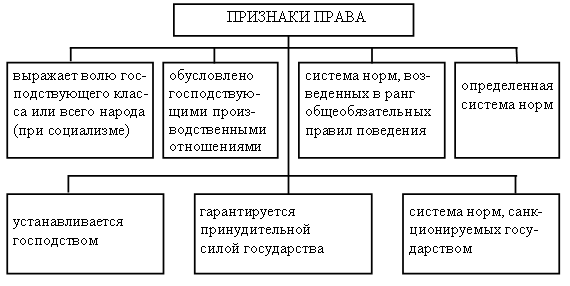 ПРИЗНАКИ ПРАВА
выражает волю гос-
подствующего клас-
са или всего народа
(при социализме)
обусловлено
господствую-
щими произ-
водственными
отношениями
система норм, воз-
веденных в ранг
общеобязательных
правил поведения
определенная
система норм
устанавливается
господством
гарантируется
принудительной
силой государства
система норм, санк-
ционируемых госу-
дарством